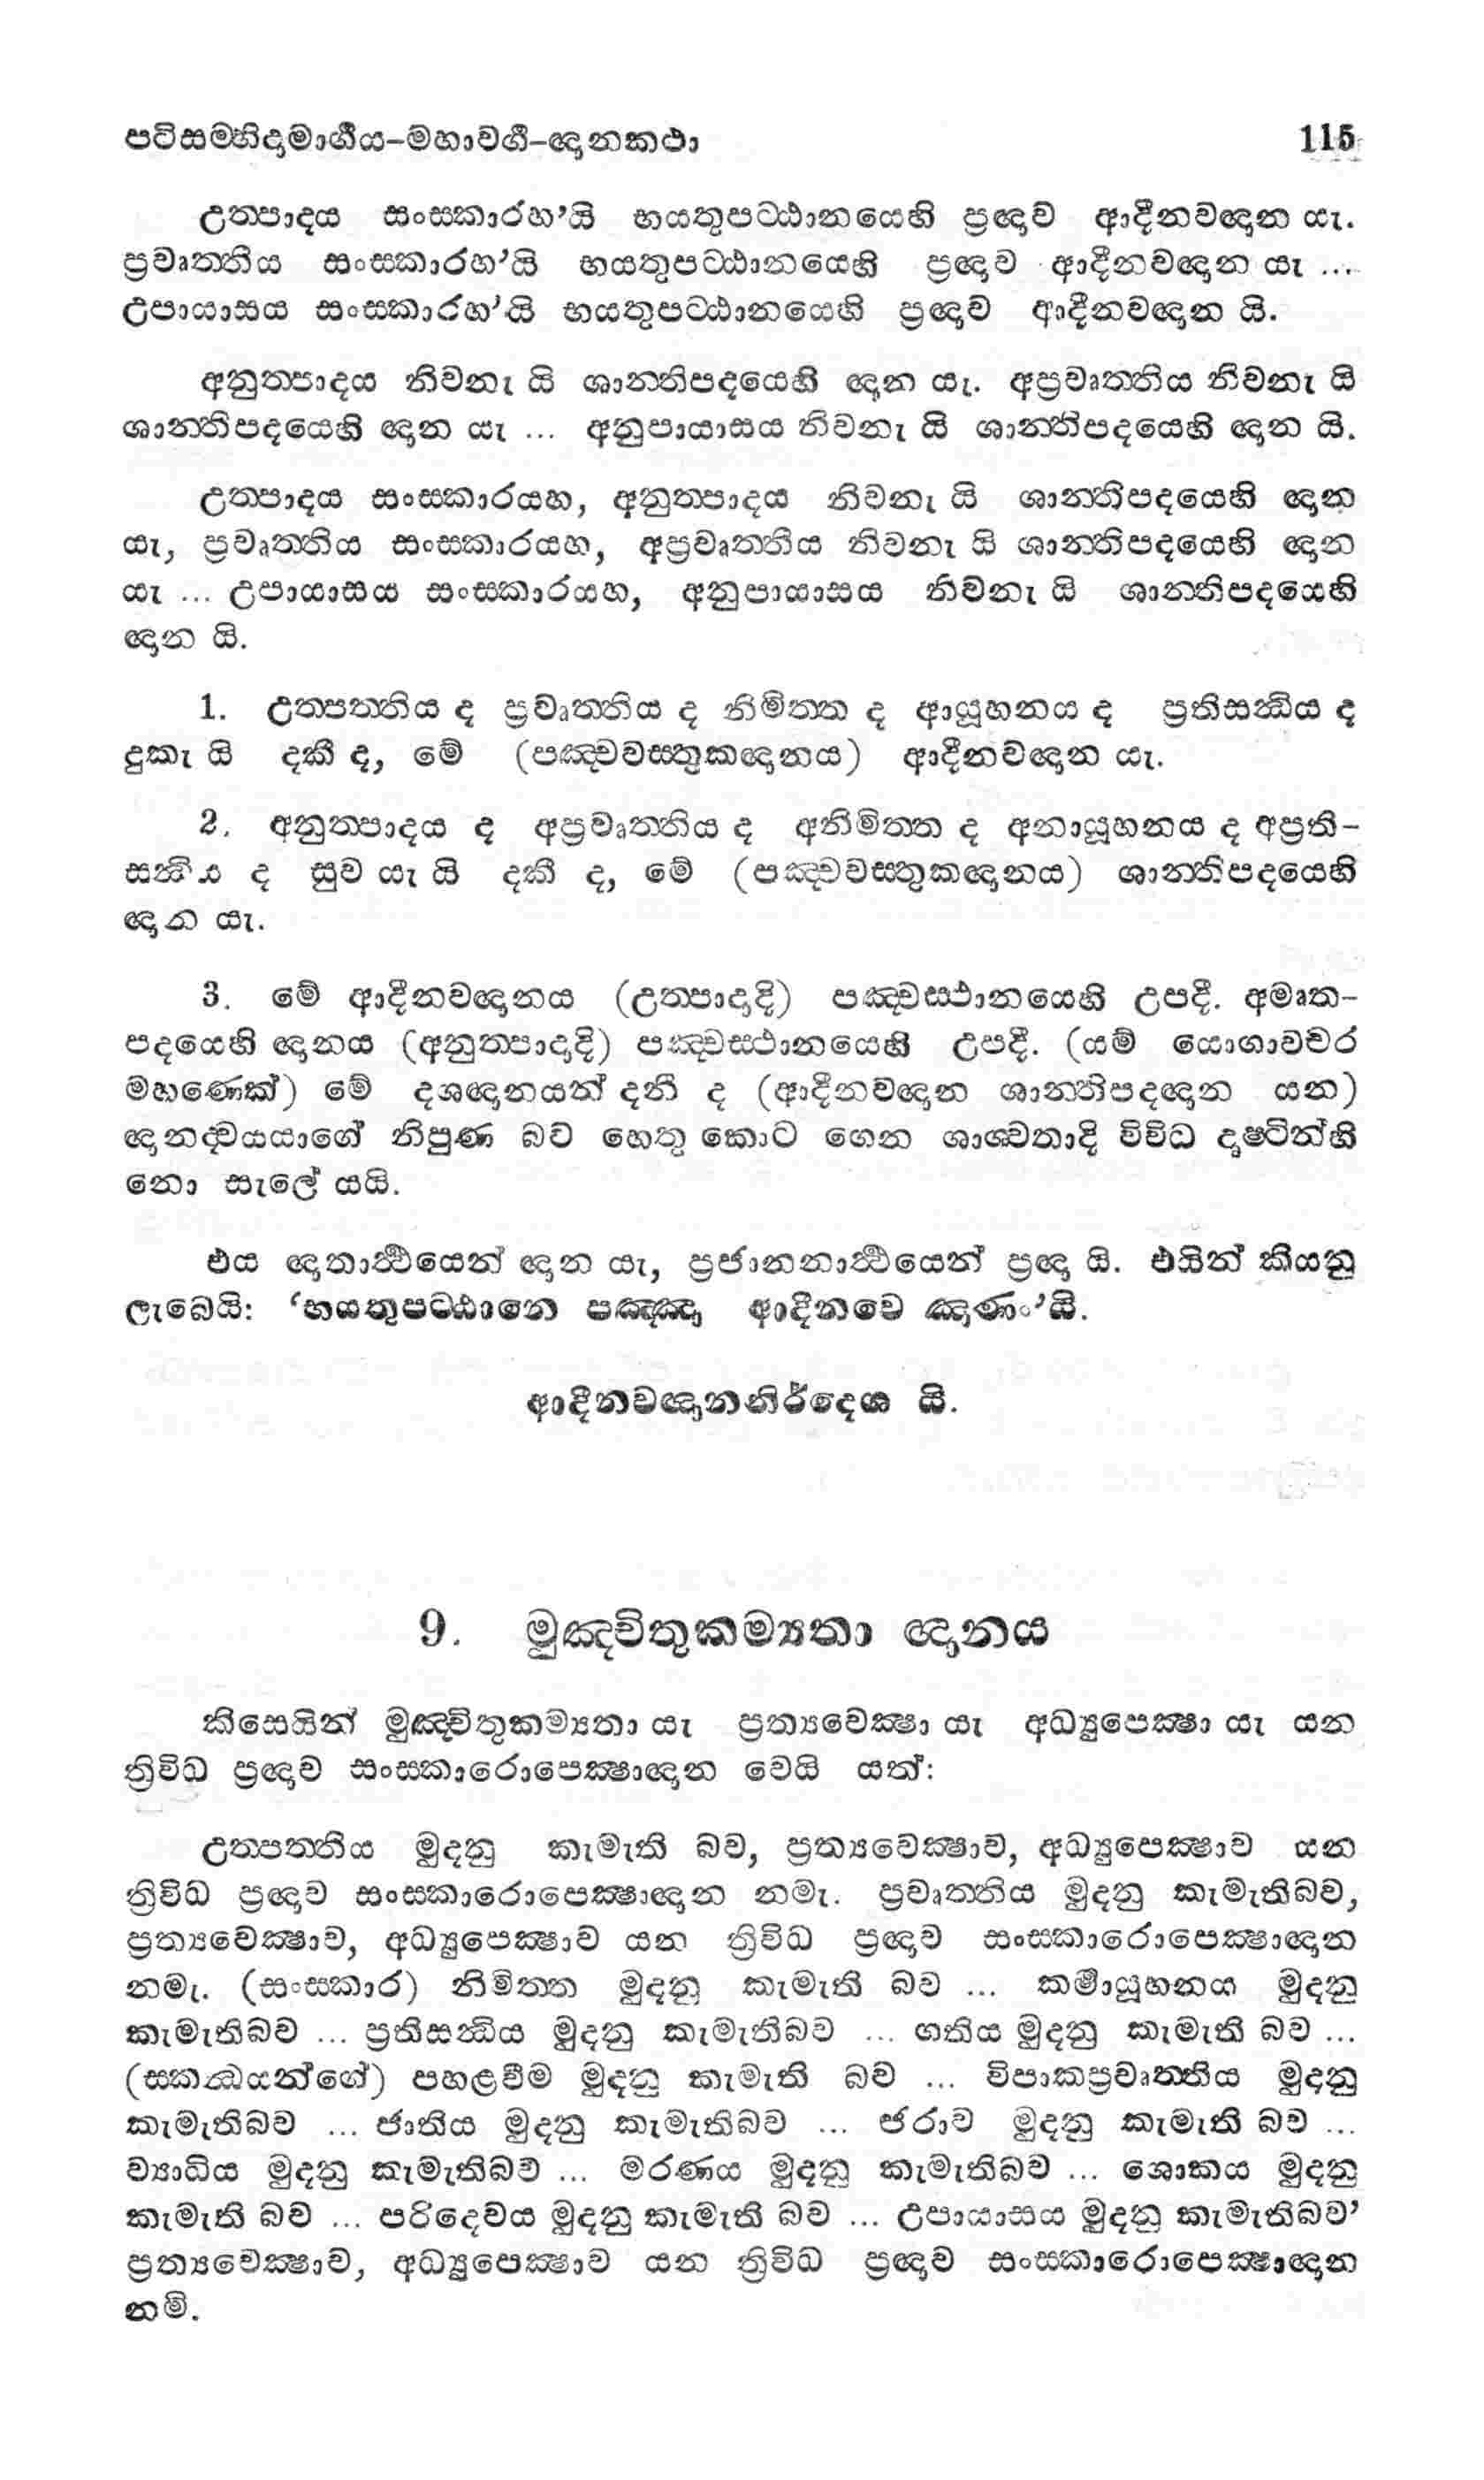 පටිසම්භිදාමාර්ගය-මහාවර්ග-ඥානකථා 115
උත්පාදය සංස්කාරහ’යි භයතුපට්ඨානයෙහි ප්‍රඥාව ආදීනවඥාන යැ.
ප්‍රවෘත්තිය සංස්කාරහ’යි භයතුපට්ඨානයෙහි ප්‍රඥාව ආදීනවඥාන යැ ...
උපායාසය සංස්කාරහ’යි භයතුපට්ඨානයෙහි ප්‍රඥාව ආදීනවඥාන යි.
අනුත්පාදය නිවනැ යි ශාන්තිපදයෙහි ඥාන යැ. අප්‍රවෘත්තිය නිවනැ යි
ශාන්තිපදයෙහි ඥාන යැ ... අනුපායාසය නිවනැ යි ශාන්තිපදයෙහි ඥාන යි.
උත්පාදය සංස්කාරයහ, අනුත්පාදය නිවනැ යි ශාන්තිපදයෙහි ඥාන
යැ, ප්‍රවෘත්තිය සංස්කාරයහ, අප්‍රවෘත්තිය නිවනැ යි ශාන්තිපදයෙහි ඥාන
යැ ... උපායාසය සංස්කාරයහ, අනුපායාසය නිවනැ යි ශාන්තිපදයෙහි
ඥාන යි.
1. උත්පත්තිය ද ප්‍රවෘත්තිය ද නිමිත්ත ද ආයූහනය ද ප්‍රතිසන්ධිය ද
දුකැ යි දකී ද, මේ (පඤ්චවස්තුකඥානය) ආදීනවඥාන යැ.
2. අනුත්පාදය ද අප්‍රවෘත්තිය ද අනිමිත්ත ද අනායූහනය ද අප්‍රති-
සන්ධිය ද සුව යැ යි දකී ද, මේ (පඤ්චවස්තුකඥානය) ශාන්තිපදයෙහි
ඥාන යැ.
3. මේ ආදීනවඥානය (උත්පාදාදි) පඤ්චස්ථානයෙහි උපදී. අමෘත-
පදයෙහි ඥානය (අනුත්පාදාදි) පඤ්චස්ථානයෙහි උපදී. (යම් යොගාවචර
මහණෙක්) මේ දශඥානයන් දනී ද (ආදීනවඥාන ශාන්තිපදඥාන යන)
ඥානද්වයයාගේ නිපුණ බව හෙතු කොට ගෙන ශාශ්වතාදි විවිධ දෘෂ්ටින්හි
නො සැලේ යයි.
එය ඥාතාර්ථයෙන් ඥාන යැ, ප්‍රජානනාර්ථයෙන් ප්‍රඥා යි. එයින් කියනු
ලැබෙයි: ‘භයතුපට්ඨානෙ පඤ්ඤා ආදීනවෙ ඤාණං’යි.
ආදීනවඥානනිර්දෙශ යි.
9. මුඤ්චිතුකම්‍යතා ඥානය
කිසෙයින් මුඤ්චිතුකම්‍යතා යැ ප්‍රත්‍යවෙක්ෂා යැ අධ්‍යුපෙක්ෂා යැ යන
ත්‍රිවිධ ප්‍රඥාව සංස්කාරොපෙක්ෂාඥාන වෙයි යත්:
උත්පත්තිය මුදනු කැමැති බව, ප්‍රත්‍යවෙක්ෂාව, අධ්‍යුපෙක්ෂාව යන
ත්‍රිවිධ ප්‍රඥාව සංස්කාරොපෙක්ෂාඥාන නමැ. ප්‍රවෘත්තිය මුදනු කැමැතිබව,
ප්‍රත්‍යවෙක්ෂාව, අධ්‍යුපෙක්ෂාව යන ත්‍රිවිධ ප්‍රඥාව සංස්කාරොපෙක්ෂාඥාන
නමැ. (සංස්කාර) නිමිත්ත මුදනු කැමැති බව ... කර්මායූහනය මුදනු
කැමැතිබව ... ප්‍රතිසන්ධිය මුදනු කැමැතිබව ... ගතිය මුදනු කැමැති බව ...
(ස්කන්ධයන්ගේ) පහළවීම මුදනු කැමැති බව ... විපාකප්‍රවෘත්තිය මුදනු
කැමැතිබව ... ජාතිය මුදනු කැමැතිබව ... ජරාව මුදනු කැමැති බව ...
ව්‍යාධිය මුදනු කැමැතිබව ... මරණය මුදනු කැමැතිබව ... ශොකය මුදනු
කැමැති බව ... පරිදෙවය මුදනු කැමැති බව ... උපායාසය මුදනු කැමැතිබව’
ප්‍රත්‍යවෙක්ෂාව, අධ්‍යුපෙක්ෂාව යන ත්‍රිවිධ ප්‍රඥාව සංස්කාරොපෙක්ෂාඥාන
නම්.